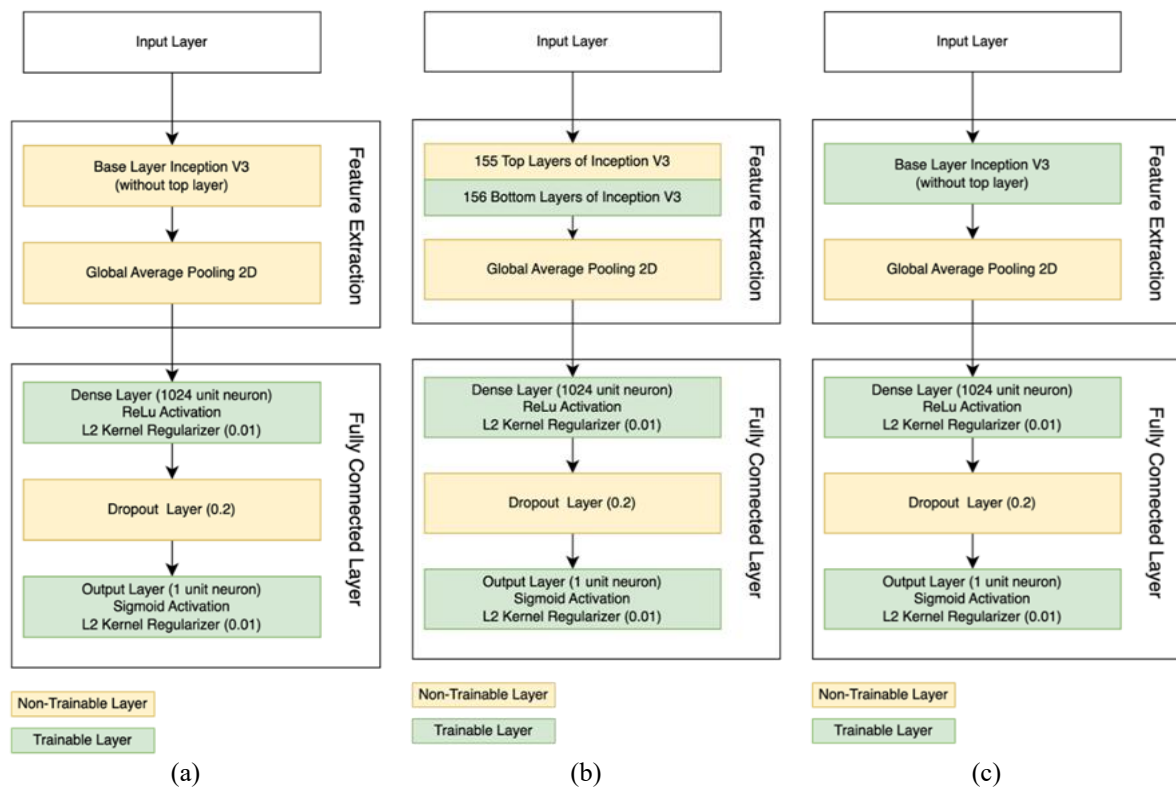 Input Layer
Base Layer Inception V3
(without top layer)
Global Average Pooling 2D
Feature Extraction
Dense Layer (1024 unit neuron)
ReLu Activation
L2 Kernel Regularizer (0.01)
Dropout Layer (0.2)
Output Layer (1 unit neuron)
Sigmoid Activation
L2 Kernel Regularizer (0.01)
Fully Connected Layer
Non-Trainable Layer
Trainable Layer
(a)
Input Layer
155 Top Layers of Inception V3
156 Bottom Layers of Inception V3
Global Average Pooling 2D
Feature Extraction
Dense Layer (1024 unit neuron)
ReLu Activation
L2 Kernel Regularizer (0.01)
Dropout Layer (0.2)
Output Layer (1 unit neuron)
Sigmoid Activation
L2 Kernel Regularizer (0.01)
Fully Connected Layer
Non-Trainable Layer
Trainable Layer
(b)
Input Layer
Base Layer Inception V3
(without top layer)
Global Average Pooling 2D
Feature Extraction
Dense Layer (1024 unit neuron)
ReLu Activation
L2 Kernel Regularizer (0.01)
Dropout Layer (0.2)
Output Layer (1 unit neuron)
Sigmoid Activation
L2 Kernel Regularizer (0.01)
Fully Connected Layer
Non-Trainable Layer
Trainable Layer
(c)